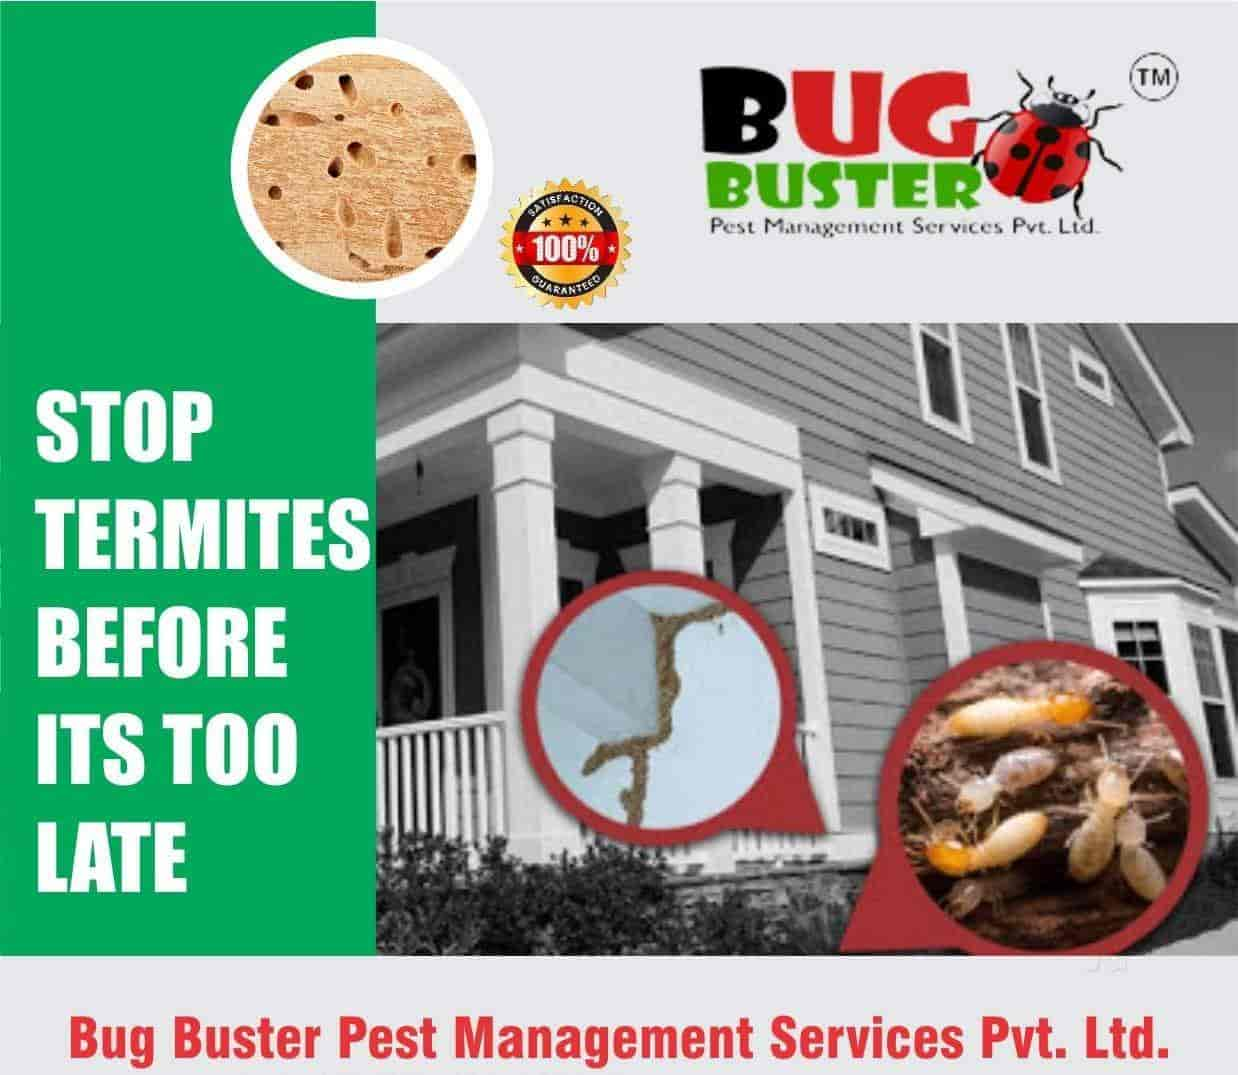 BUG
BUSTER
Pest Management Services Pvt. Ltd.
TM
SATISFACTION
100%
GUARANTEED
STOP
TERMITES
BEFORE
ITS TOO
LATE
Bug Buster Pest Management Services Pvt. Ltd.